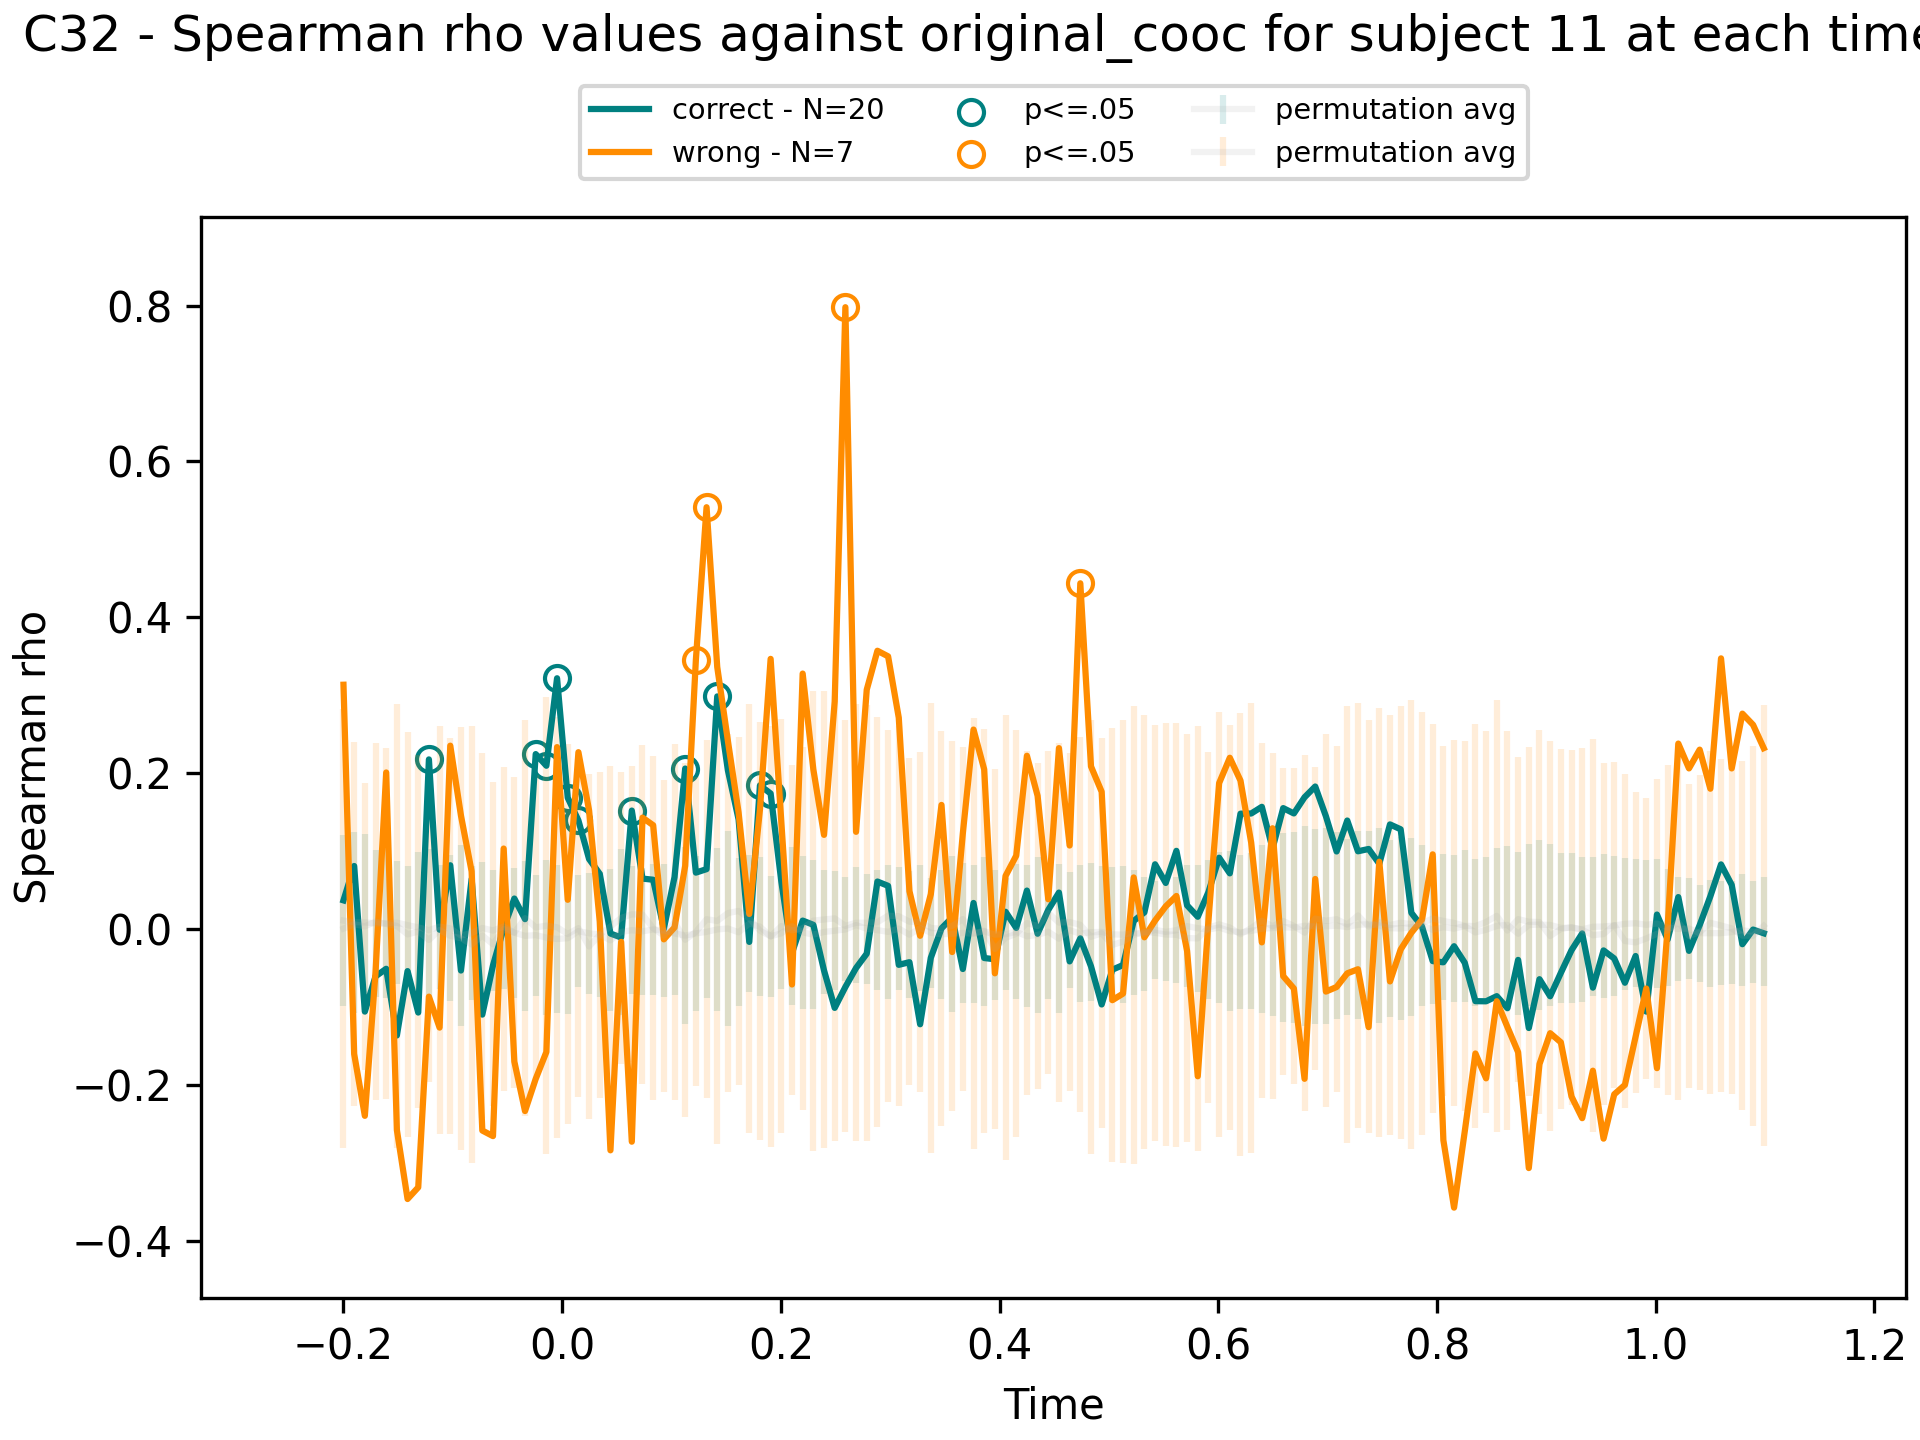 C32 - Spearman rho values against original_cooc for subject 11 at each time
correct - N=20
wrong - N=7
p<=.05
p<=.05
permutation avg
permutation avg
Spearman rho
0.8
0.6
0.4
0.2
0.0
−0.2
−0.4
−0.2
0.0
0.2
0.4
0.6
0.8
1.0
1.2
Time